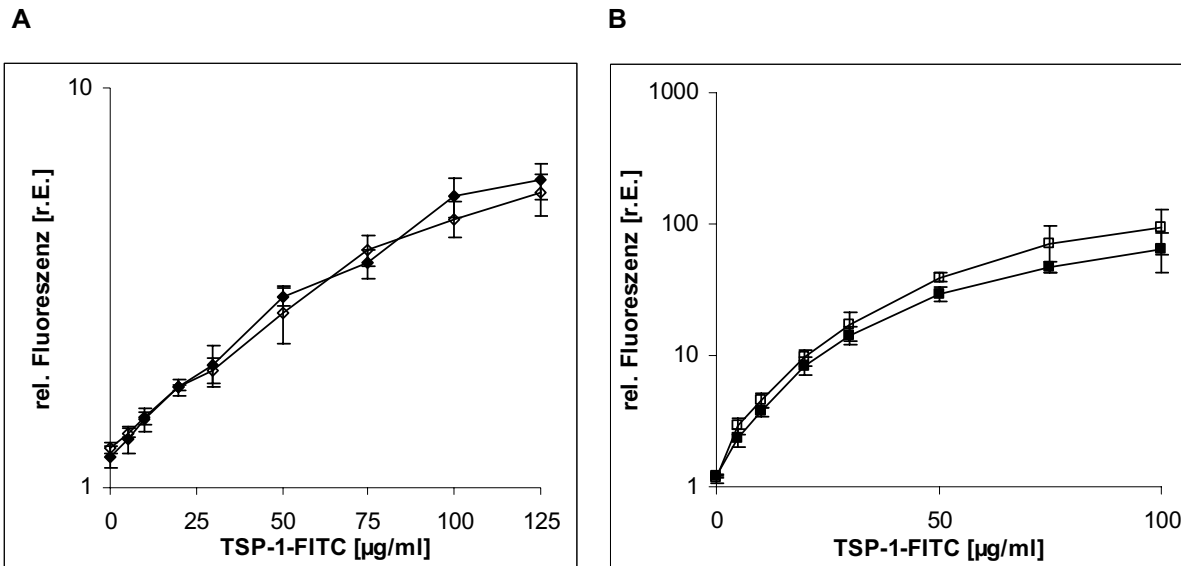 A
B
10
1
rel. Fluoreszenz [r.E.]
0 25 50 75 100 125
TSP-1-FITC [µg/ml]
1000
100
10
1
rel. Fluoreszenz [r.E.]
0 50 100
TSP-1-FITC [µg/ml]